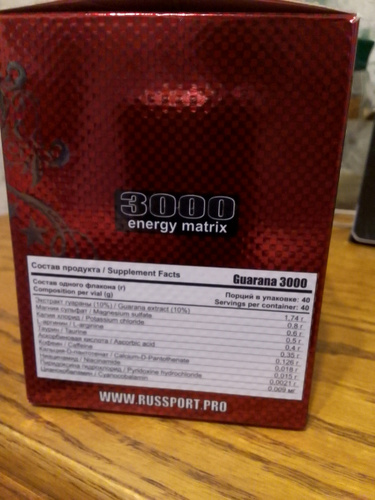 3000
energy matrix
Состав продукта / Supplement Facts
Guarana 3000
Состав одного флакона (г)
Composition per vial (g)
Порций в упаковке: 40
Servings per container: 40
Экстракт гуараны (10%) / Guarana extract (10%) 1,74 г.
Магния сульфат / Magnesium sulfate 0,8 г.
Калия хлорид / Potassium chloride 0,6 г.
L-аргинин / L-arginine 0,5 г.
Таурин / Taurine 0,4 г.
Аскорбиновая кислота / Ascorbic acid 0,35 г.
Кофеин / Caffeine 0,126 г.
Кальция-D-пантотенат / Calcium-D-Pantothenate 0,018 г.
/ Niacinamide 0,015 г.
Пиридоксина гидрохлорид / Pyridoxine hydrochloride 0,0021 г.
Цианокобаламин / Cyanocobalamin 0,009 мг
WWW.RUSSPORT.PRO